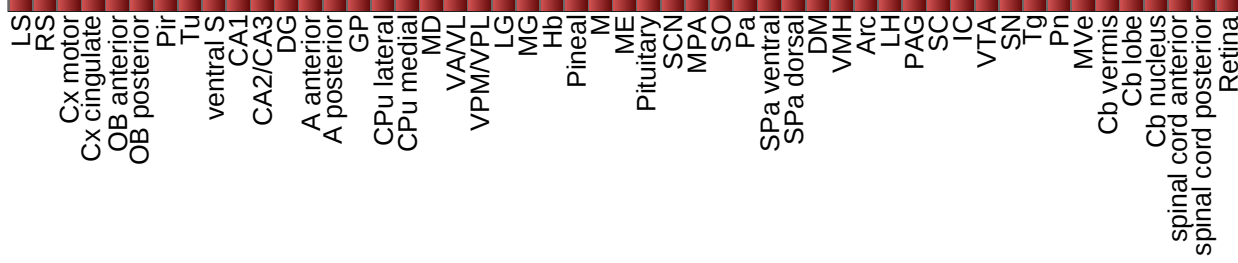 LS
RS
Cx motor
Cx cingulate
OB anterior
OB posterior
Pir
Tu
ventral S
CA1
CA2/CA3
DG
A anterior
A posterior
GP
CPu lateral
CPu medial
MD
VA/VL
VPM/VPL
LG
MG
Hb
Pineal
M
ME
Pituitary
SCN
MPA
SO
Pa
SPa ventral
SPa dorsal
DM
VMH
Arc
LH
PAG
SC
IC
VTA
SN
Tg
Pn
MVe
Cb vermis
Cb lobe
Cb nucleus
spinal cord anterior
spinal cord posterior
Retina